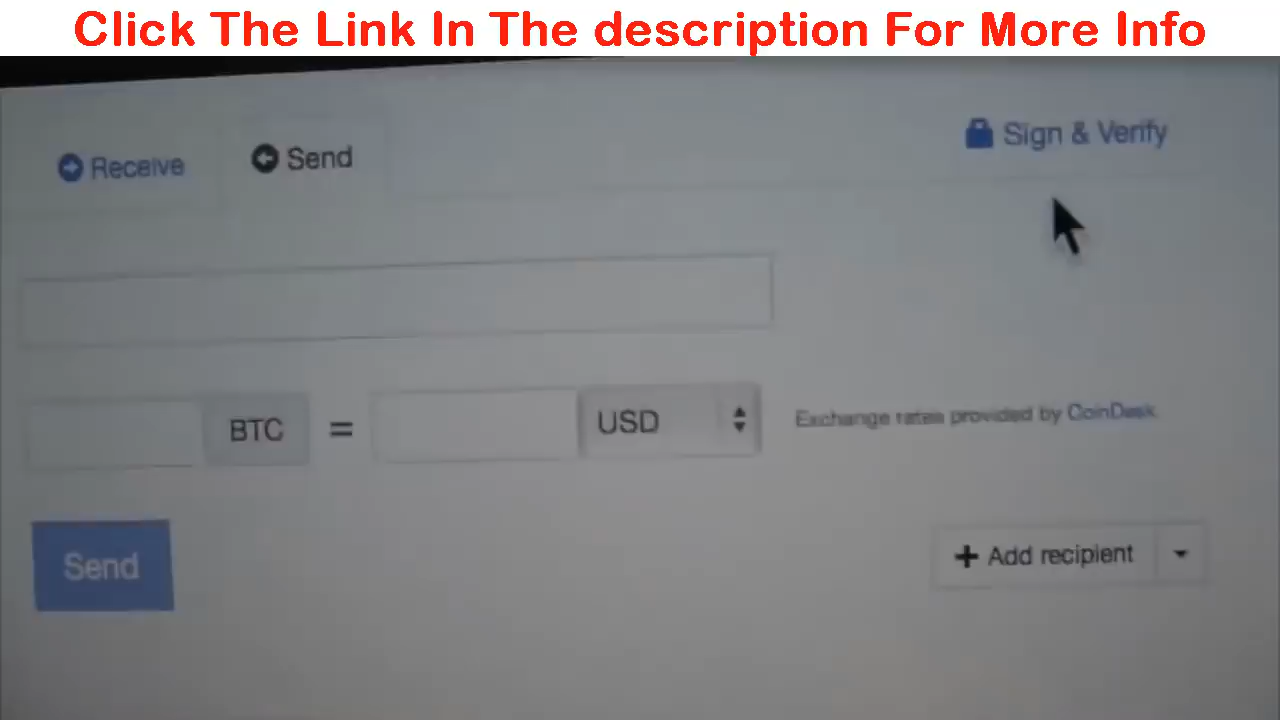 Click The Link In The description For More Info
Receive
Send
Sign & Verify
BTC
=
USD
Exchange rates provided by CoinDesk
Send
+ Add recipient